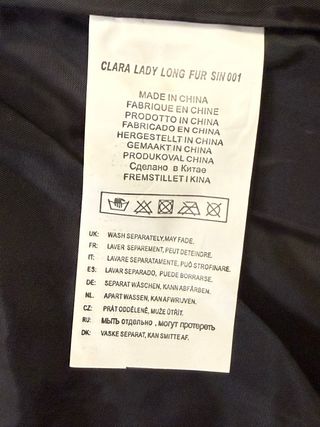 CLARA LADY LONG FUR SIN 001
MADE IN CHINA
FABRIQUE EN CHINE
PRODOTTO IN CHINA
FABRICADO EN CHINA
HERGESTELLT IN CHINA
GEMAAKT IN CHINA
PRODUKOVAL CHINA
Сделано в Китае
FREMSTILLET I KINA
UK: WASH SEPARATELY, MAY FADE.
FR: LAVER SEPAREMENT, PEUT DETEINDRE.
IT: LAVARE SEPARATAMENTE, PUÒ STROFINARE.
ES: LAVAR SEPARADO, PUEDE BORRARSE.
DE: SEPARAT WÄSCHEN, KANN ABFÄRBEN.
NL: APART WASSEN, KAN AFWRIJVEN.
CZ: PRÁT ODDĚLENĚ, MUŽE ÚTŘÍT.
RU: МЫТЬ отдельно , могут протереть
DK: VASKE SEPARAT, KAN SMITTE AF.